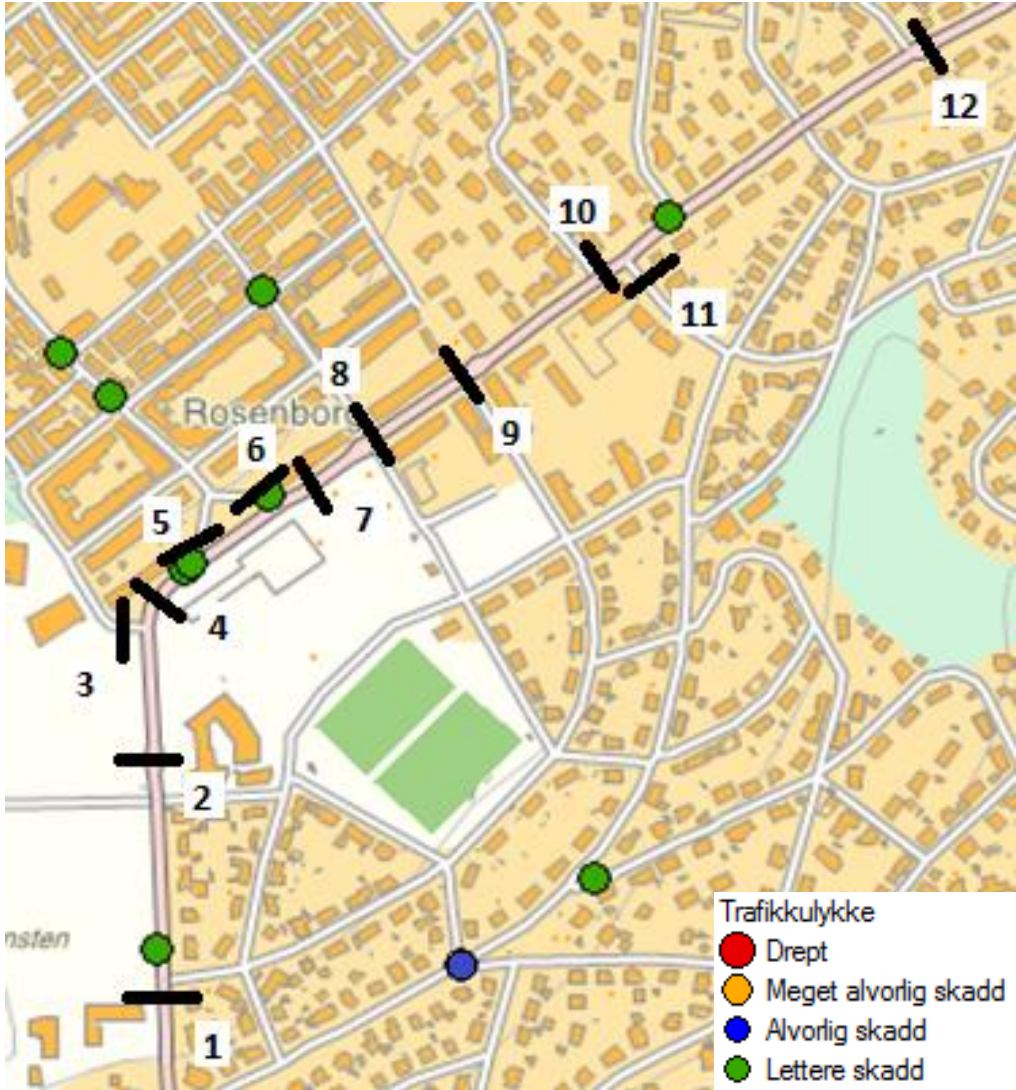 12
10
11
8
Rosenborg
9
6
7
5
4
3
2
nsten
1
Trafikkulykke
Drept
Meget alvorlig skadd
Alvorlig skadd
Lettere skadd